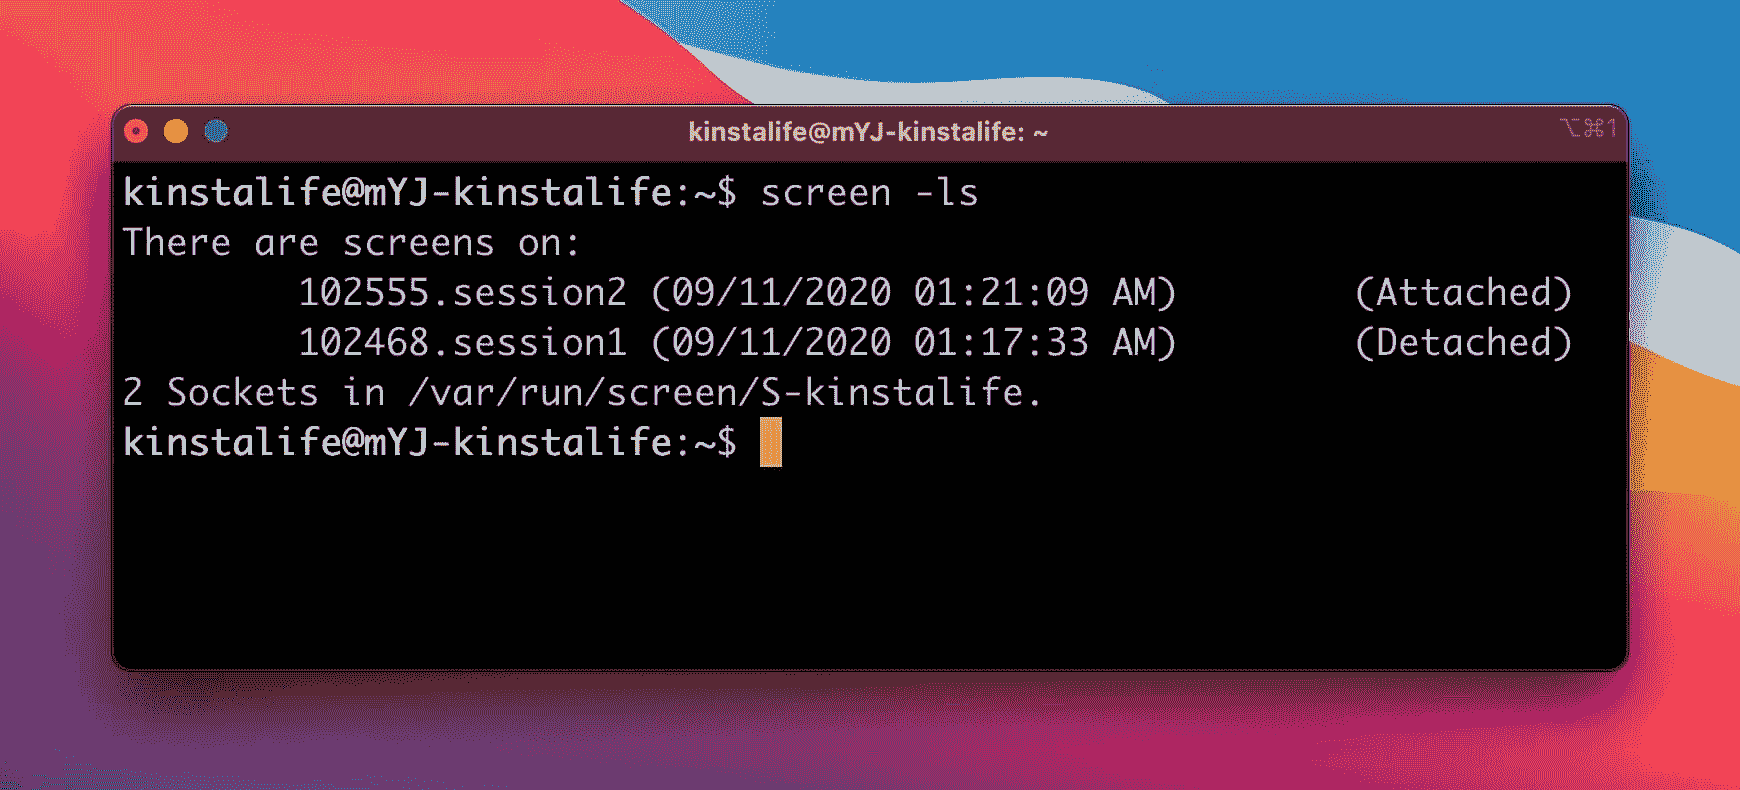 kinstalife@mYJ-kinstalife: ~
⌥⌘1
kinstalife@mYJ-kinstalife:~$ screen -ls
There are screens on:
102555.session2 (09/11/2020 01:21:09 AM) (Attached)
102468.session1 (09/11/2020 01:17:33 AM) (Detached)
2 Sockets in /var/run/screen/S-kinstalife.
kinstalife@mYJ-kinstalife:~$